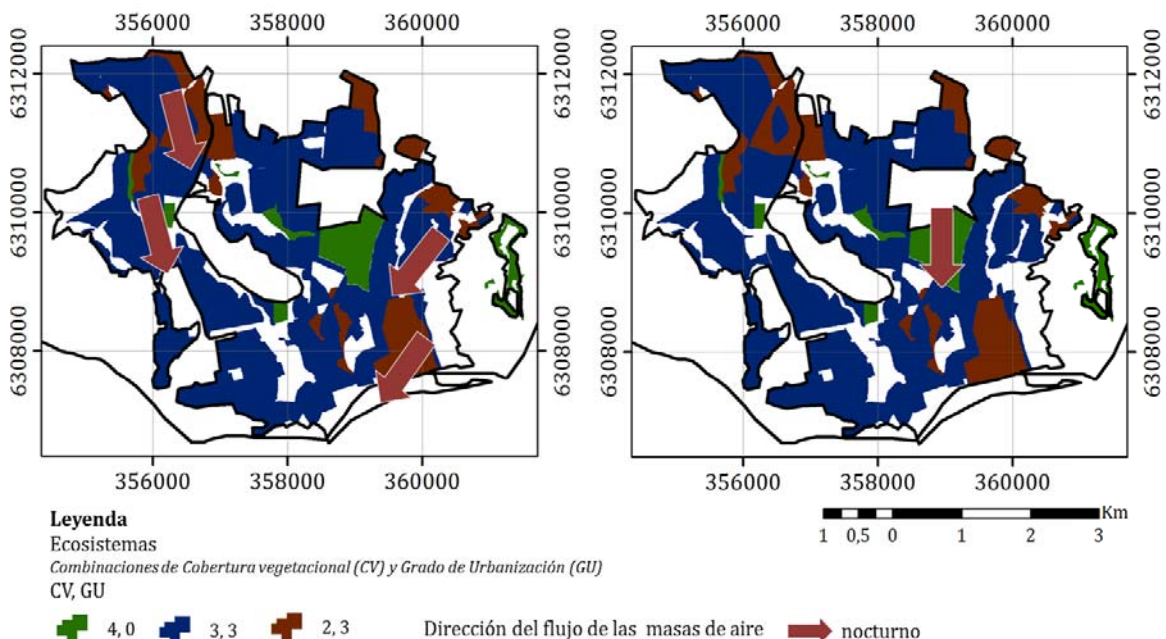 356000 358000 360000 356000 358000 360000
6312000 6312000 6312000 6312000
6310000 6310000 6310000 6310000
6308000 6308000 6308000 6308000
356000 358000 360000 356000 358000 360000
Km
1 0,5 0 1 2 3
Leyenda
Ecosistemas
Combinaciones de Cobertura vegetacional (CV) y Grado de Urbanización (GU)
CV, GU
4, 0 3, 3 2, 3 Dirección del flujo de las masas de aire nocturno